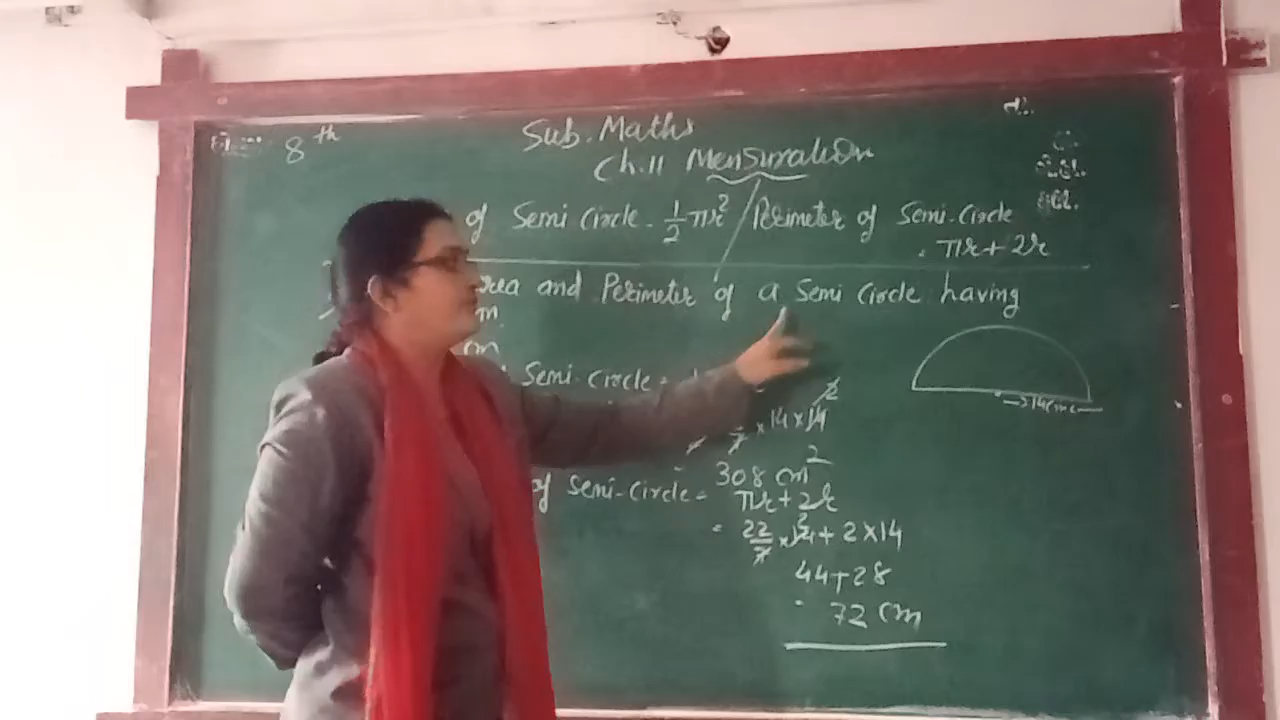 8th
Sub. Maths
Ch. 11 Mensuration
of Semi Circle = 1/2 πr² / Perimeter of Semi-Circle
= πr + 2r
rea and Perimeter of a Semi Circle having
m
Semi-Circle =
× 14 × 14
2
→14cm←
308 cm²
of Semi-Circle = πr + 2r
= 22/7 × 14 + 2 × 14
2
44 + 28
= 72 cm